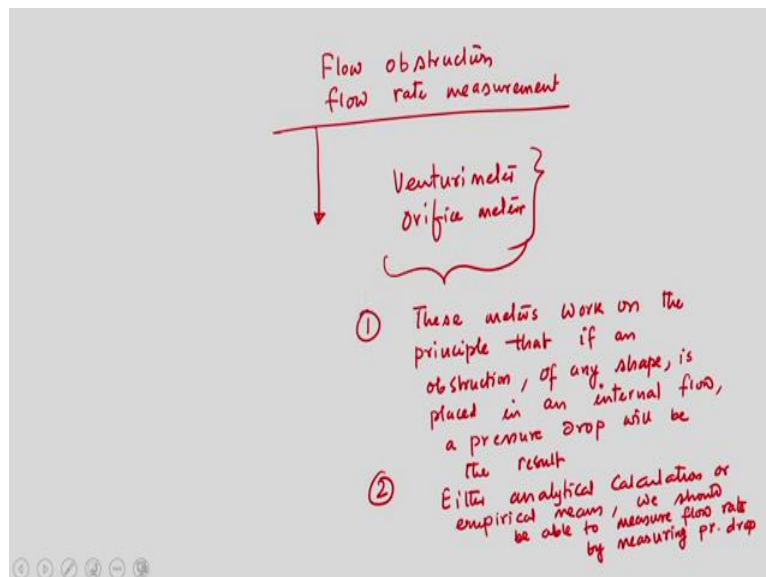 Flow obstruction
flow rate measurement
Venturimeter
orifice meter
① These meters work on the
principle that if an
obstruction, of any shape, is
placed in an internal flow,
a pressure drop will be
the result
② Either analytical calculation or
empirical means, we should
be able to measure flow rate
by measuring pr. drop